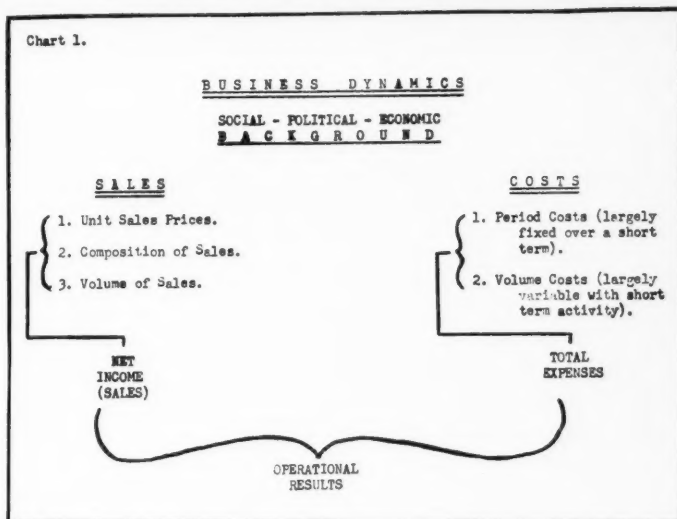 Chart 1.
BUSINESS DYNAMICS
SOCIAL - POLITICAL - ECONOMIC
BACKGROUND
SALES
1. Unit Sales Prices.
2. Composition of Sales.
3. Volume of Sales.
NET
INCOME
(SALES)
COSTS
1. Period Costs (largely
fixed over a short
term).
2. Volume Costs (largely
variable with short
term activity).
TOTAL
EXPENSES
OPERATIONAL
RESULTS